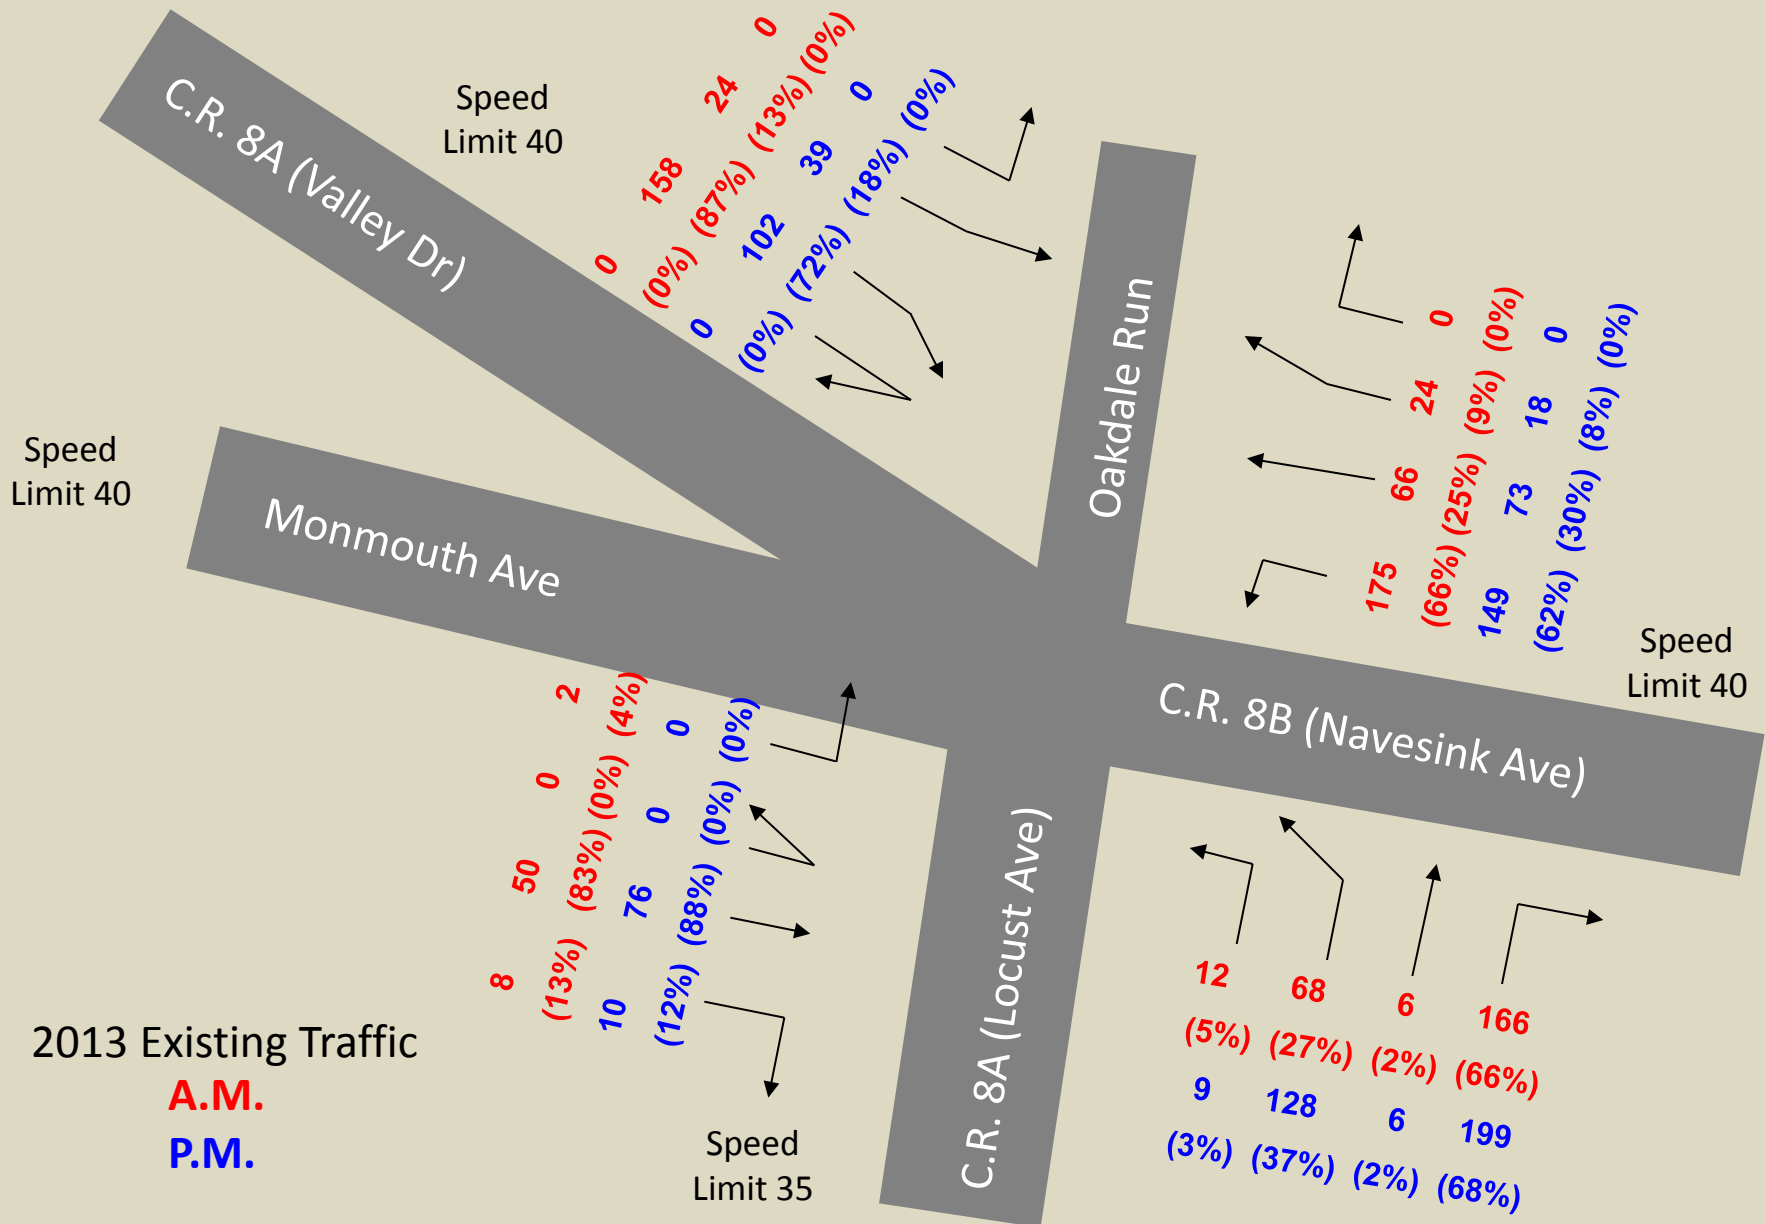 C.R. 8A (Valley Dr)
Speed
Limit 40
0 24 158 0
(0%) (13%) (87%) (0%)
0 39 102 0
(0%) (18%) (72%) (0%)
Oakdale Run
0 24 66 175
(0%) (9%) (25%) (66%)
0 18 73 149
(0%) (8%) (30%) (62%)
Speed
Limit 40
Speed
Limit 40
Monmouth Ave
C.R. 8B (Navesink Ave)
2 0 50 8
(4%) (0%) (83%) (13%)
0 0 76 10
(0%) (0%) (88%) (12%)
C.R. 8A (Locust Ave)
12 68 6 166
(5%) (27%) (2%) (66%)
9 128 6 199
(3%) (37%) (2%) (68%)
2013 Existing Traffic
A.M.
P.M.
Speed
Limit 35